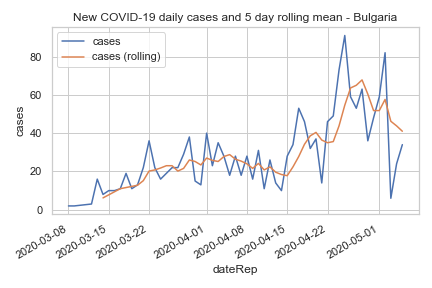 New COVID-19 daily cases and 5 day rolling mean - Bulgaria
cases
cases (rolling)
80
60
40
20
0
cases
2020-03-08
2020-03-15
2020-03-22
2020-04-01
2020-04-08
2020-04-15
2020-04-22
2020-05-01
dateRep